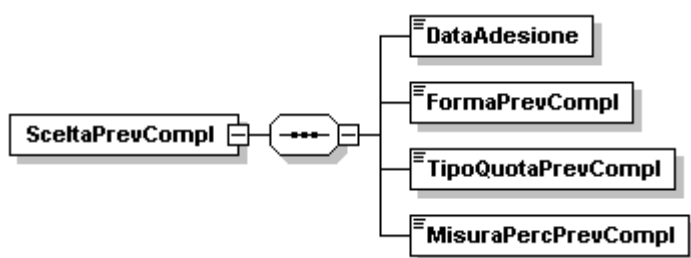 DataAdesione
FormaPrevCompl
SceltaPrevCompl
TipoQuotaPrevCompl
MisuraPercPrevCompl